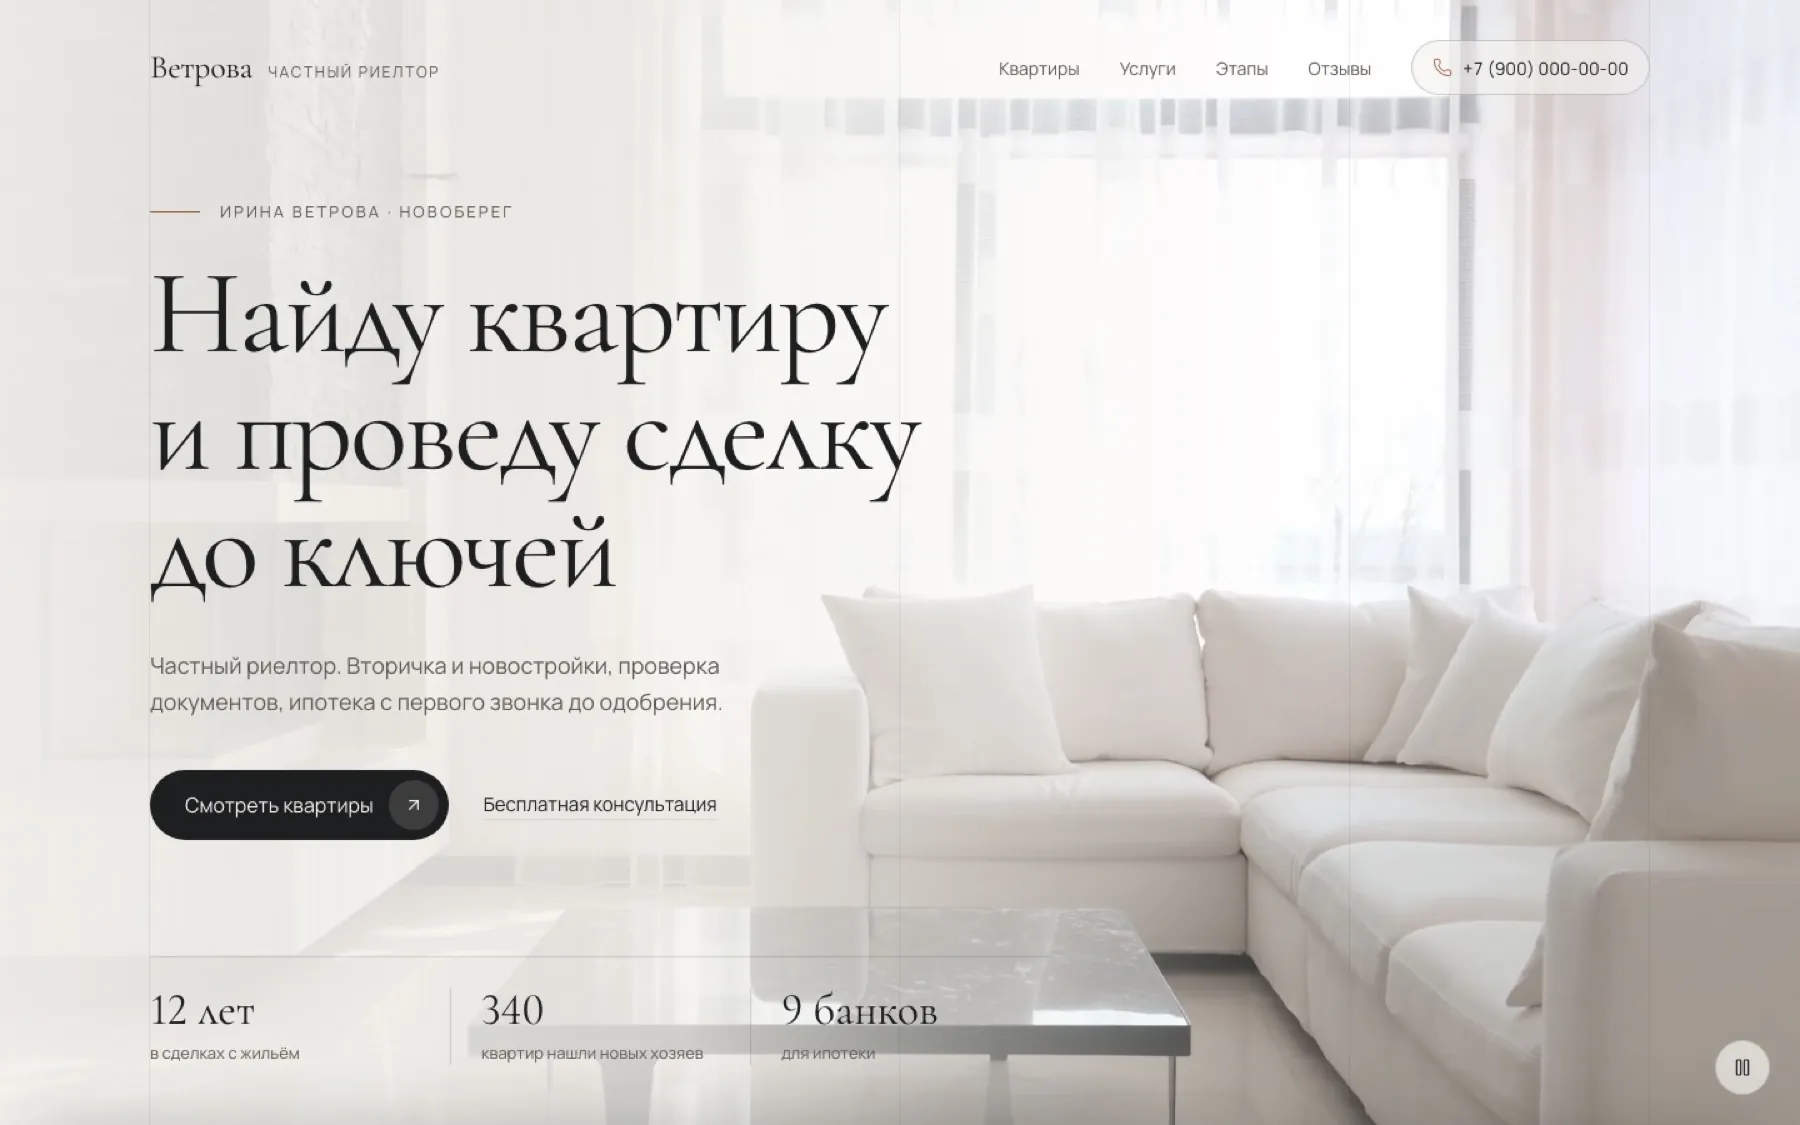 Ветрова ЧАСТНЫЙ РИЕЛТОР
Квартиры Услуги Этапы Отзывы +7 (900) 000-00-00
ИРИНА ВЕТРОВА · НОВОБЕРЕГ
Найду квартиру
и проведу сделку
до ключей
Частный риелтор. Вторичка и новостройки, проверка
документов, ипотека с первого звонка до одобрения.
Смотреть квартиры Бесплатная консультация
12 лет
в сделках с жильём
340
квартир нашли новых хозяев
9 банков
для ипотеки